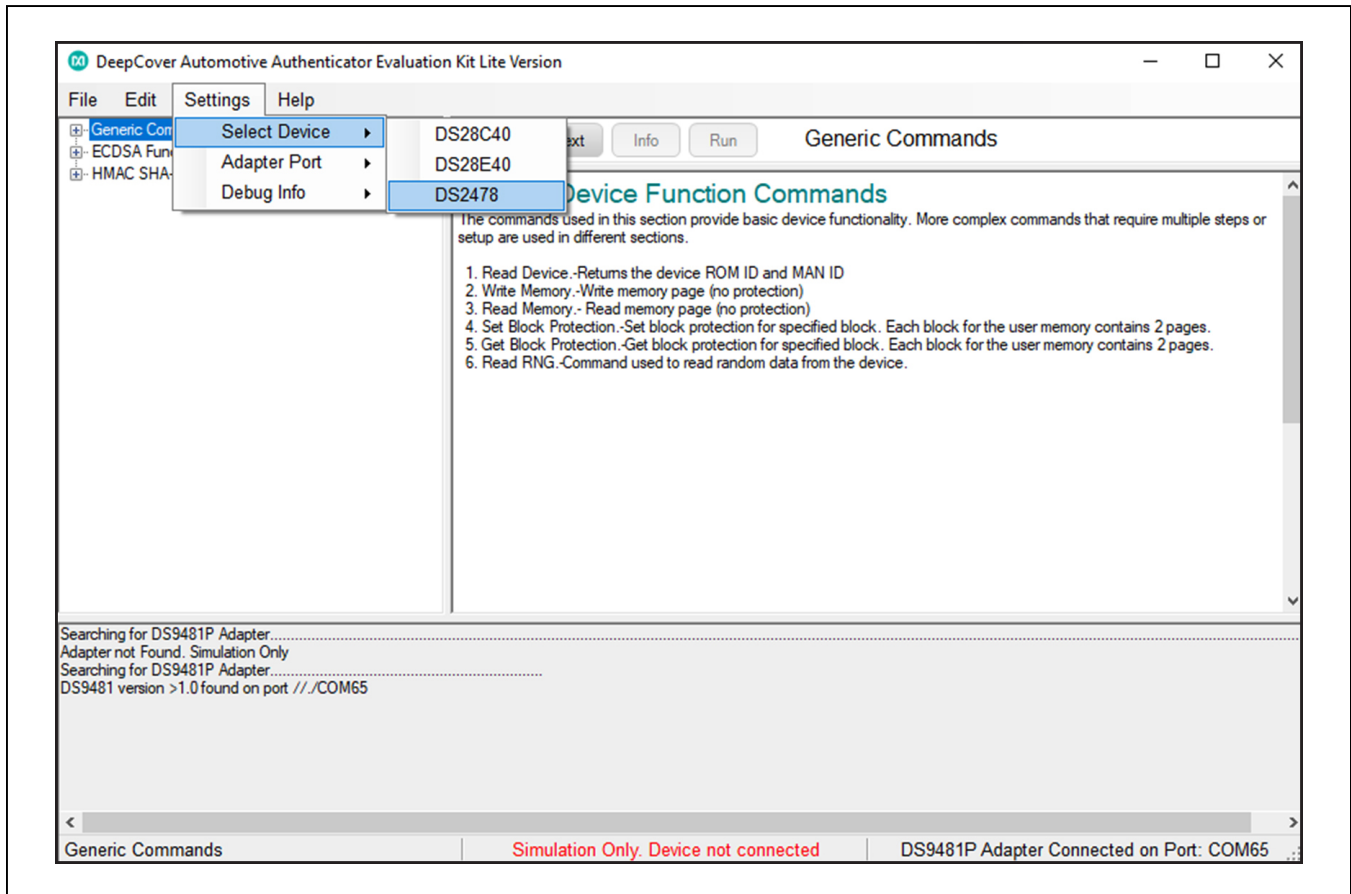 DeepCover Automotive Authenticator Evaluation Kit Lite Version
File Edit Settings Help
Generic Com
ECDSA Fun
HMAC SHA-
Select Device
Adapter Port
Debug Info
DS28C40
DS28E40
DS2478
Info Run Generic Commands
Device Function Commands
The commands used in this section provide basic device functionality. More complex commands that require multiple steps or
setup are used in different sections.
1. Read Device.-Returns the device ROM ID and MAN ID
2. Write Memory.-Write memory page (no protection)
3. Read Memory.- Read memory page (no protection)
4. Set Block Protection.-Set block protection for specified block. Each block for the user memory contains 2 pages.
5. Get Block Protection.-Get block protection for specified block. Each block for the user memory contains 2 pages.
6. Read RNG.-Command used to read random data from the device.
Searching for DS9481P Adapter................................................................
Adapter not Found. Simulation Only
Searching for DS9481P Adapter................................................................
DS9481 version >1.0 found on port //./COM65
Generic Commands Simulation Only. Device not connected DS9481P Adapter Connected on Port: COM65